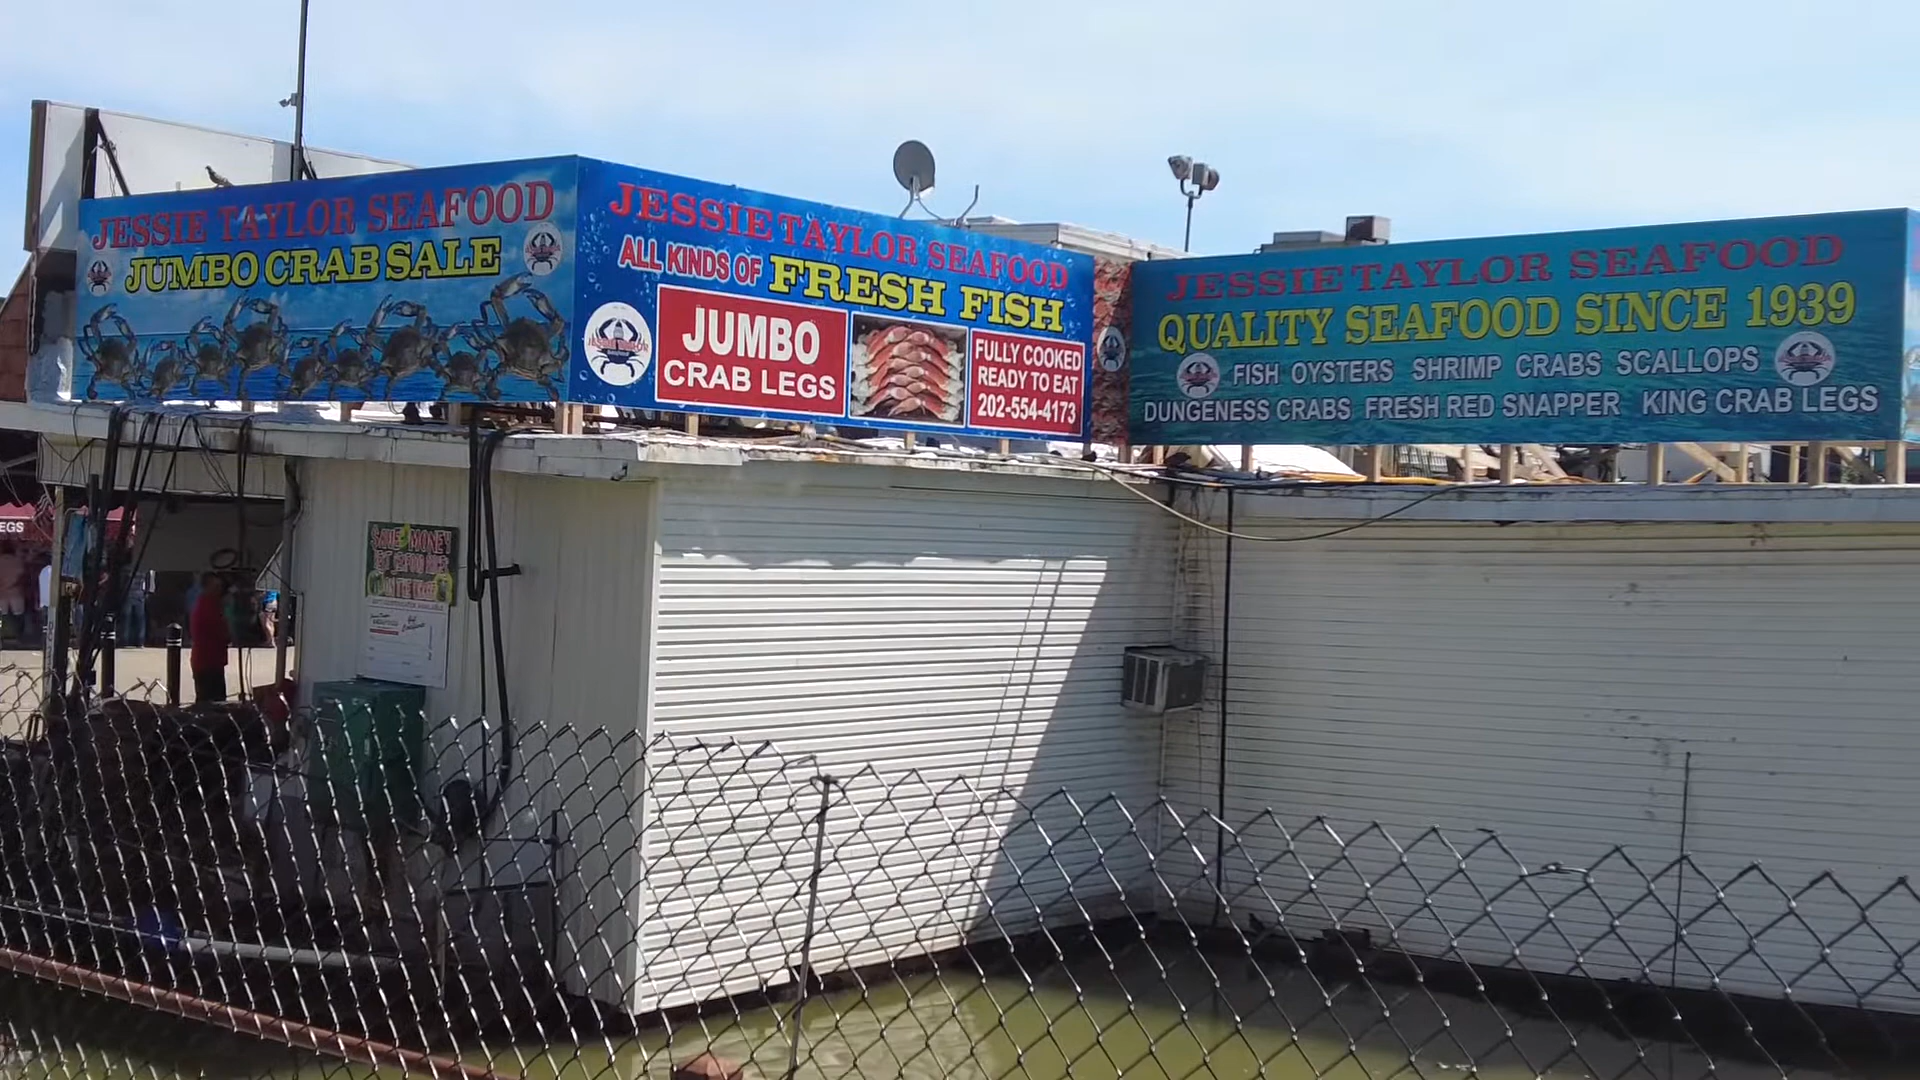 JESSIE TAYLOR SEAFOOD
JUMBO CRAB SALE
JESSIE TAYLOR SEAFOOD
ALL KINDS OF FRESH FISH
JUMBO
CRAB LEGS
FULLY COOKED
READY TO EAT
202-554-4173
JESSIE TAYLOR SEAFOOD
QUALITY SEAFOOD SINCE 1939
FISH OYSTERS SHRIMP CRABS SCALLOPS
DUNGENESS CRABS FRESH RED SNAPPER KING CRAB LEGS
EGS
SAVE MONEY